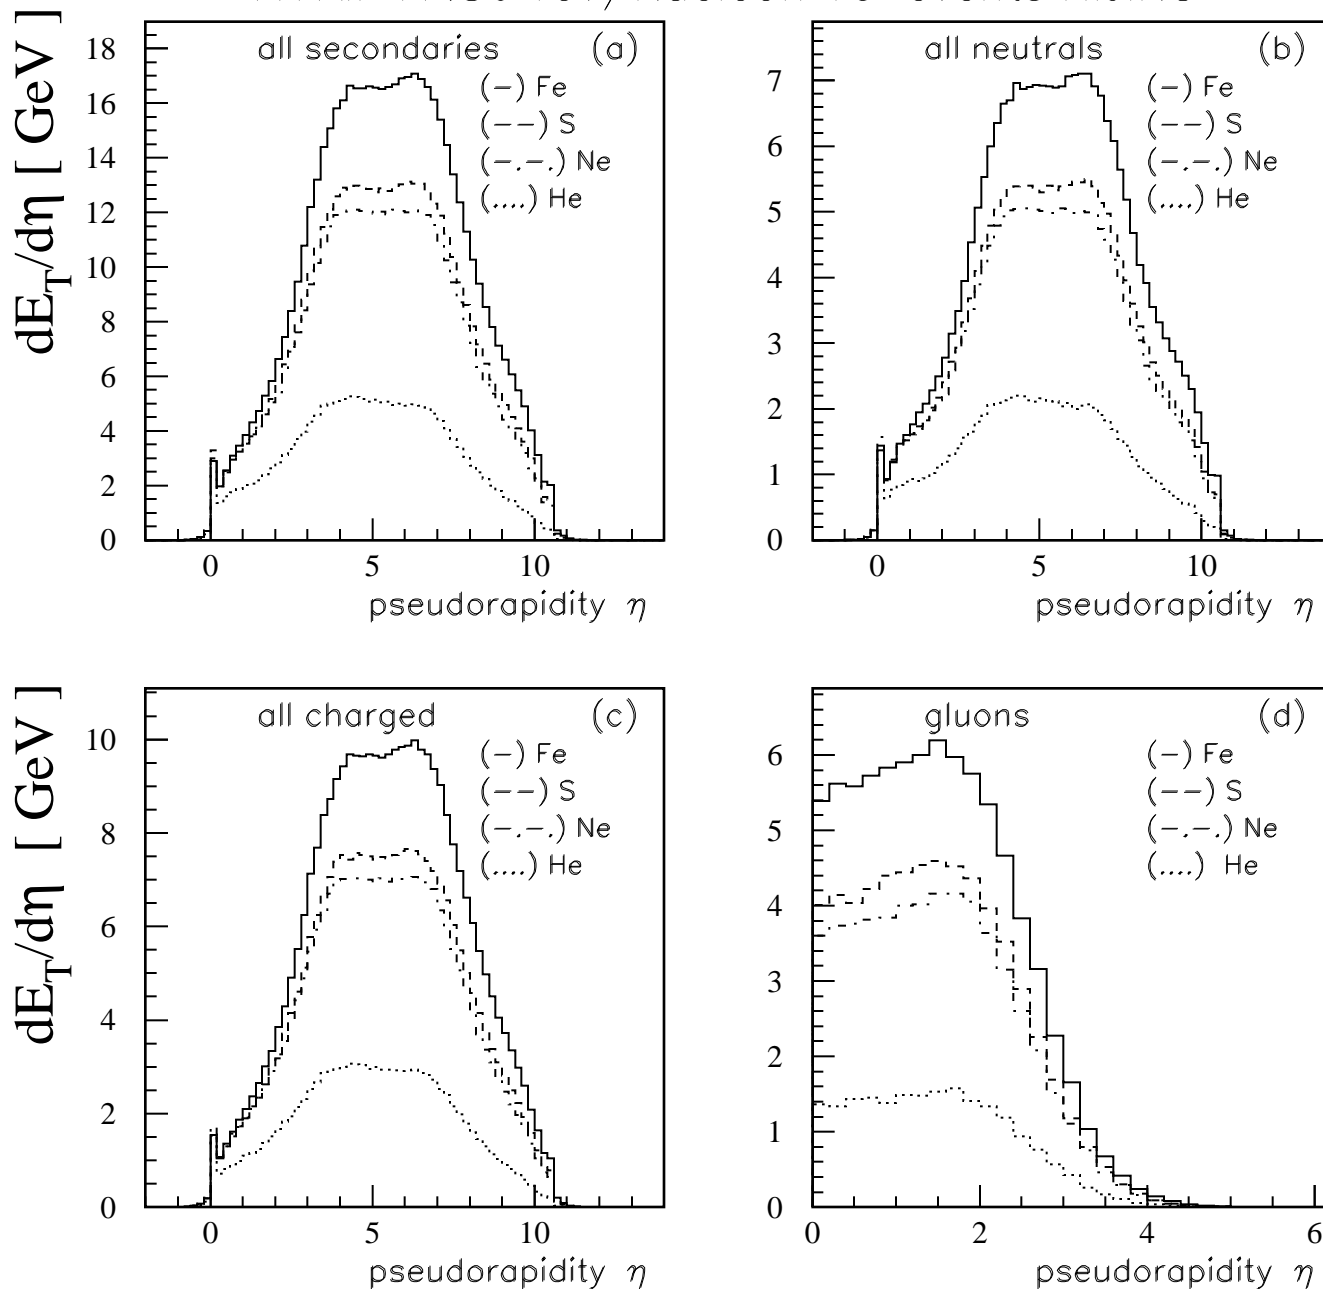 all secondaries (a)
(–) Fe
(––) S
(–.–.) Ne
(....) He
dE_T/dη [ GeV ]
18
16
14
12
10
8
6
4
2
0
0 5 10
pseudorapidity η
all neutrals (b)
(–) Fe
(––) S
(–.–.) Ne
(....) He
7
6
5
4
3
2
1
0
0 5 10
pseudorapidity η
all charged (c)
(–) Fe
(––) S
(–.–.) Ne
(....) He
dE_T/dη [ GeV ]
10
8
6
4
2
0
0 5 10
pseudorapidity η
gluons (d)
(–) Fe
(––) S
(–.–.) Ne
(....) He
6
5
4
3
2
1
0
0 2 4 6
pseudorapidity η